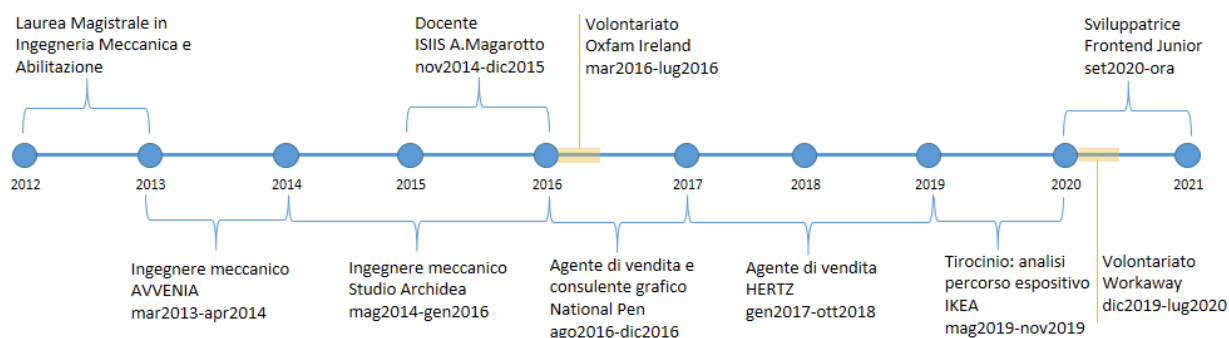 Laurea Magistrale in
Ingegneria Meccanica e
Abilitazione
Docente
ISIIS A.Magarotto
nov2014-dic2015
Volontariato
Oxfam Ireland
mar2016-lug2016
Sviluppatrice
Frontend Junior
set2020-ora
2012
2013
2014
2015
2016
2017
2018
2019
2020
2021
Ingegnere meccanico
AVVENIA
mar2013-apr2014
Ingegnere meccanico
Studio Archidea
mag2014-gen2016
Agente di vendita e
consulente grafico
National Pen
ago2016-dic2016
Agente di vendita
HERTZ
gen2017-ott2018
Tirocinio: analisi
percorso espositivo
IKEA
mag2019-nov2019
Volontariato
Workaway
dic2019-lug2020